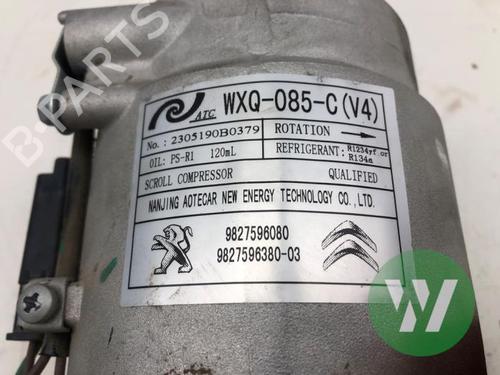 ATC WXQ-085-C(V4)
No.: 2305190B0379 ROTATION
OIL: PS-R1 120mL REFRIGERANT: R1234yf or R134a
SCROLL COMPRESSOR QUALIFIED
NANJING AOTECAR NEW ENERGY TECHNOLOGY CO.,LTD.
9827596080
9827596380-03
B-PARTS
W